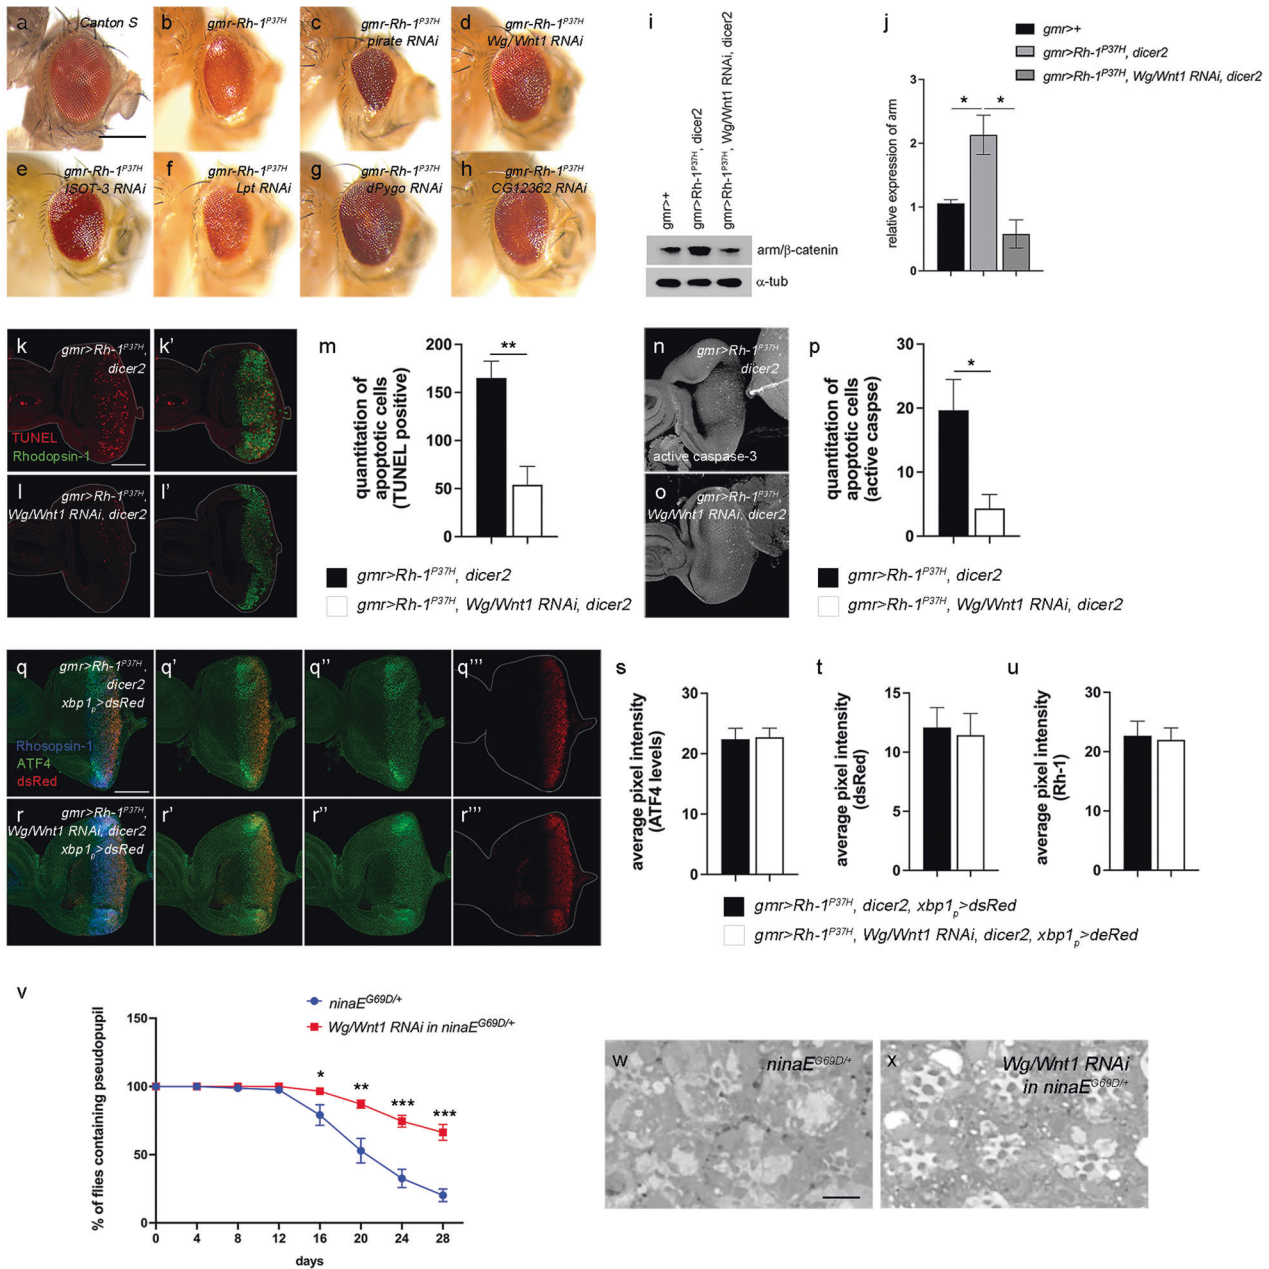 a
Canton S
b
gmr-Rh-1P37H
c
gmr-Rh-1P37H
pirate RNAi
d
gmr-Rh-1P37H
Wg/Wnt1 RNAi
e
gmr-Rh-1P37H
ISOT-3 RNAi
f
gmr-Rh-1P37H
Lpt RNAi
g
gmr-Rh-1P37H
dPygo RNAi
h
gmr-Rh-1P37H
CG12362 RNAi
i
gmr>+
gmr>Rh-1P37H, dicer2
gmr>Rh-1P37H, Wg/Wnt1 RNAi, dicer2
arm/β-catenin
α-tub
j
gmr>+
gmr>Rh-1P37H, dicer2
gmr>Rh-1P37H, Wg/Wnt1 RNAi, dicer2
relative expression of arm
3
2
1
0
* *
k
gmr>Rh-1P37H,
dicer2
TUNEL
Rhodopsin-1
k'
l
gmr>Rh-1P37H,
Wg/Wnt1 RNAi, dicer2
l'
m
quantitation of
apoptotic cells
(TUNEL positive)
200
150
100
50
0
**
gmr>Rh-1P37H, dicer2
gmr>Rh-1P37H, Wg/Wnt1 RNAi, dicer2
n
gmr>Rh-1P37H
dicer2
active caspase-3
o
gmr>Rh-1P37H,
Wg/Wnt1 RNAi, dicer2
p
quantitation of
apoptotic cells
(active caspse)
30
20
10
0
*
gmr>Rh-1P37H, dicer2
gmr>Rh-1P37H, Wg/Wnt1 RNAi, dicer2
q
gmr>Rh-1P37H,
dicer2
xbp1p>dsRed
Rhosopsin-1
ATF4
dsRed
q'
q''
q'''
r
gmr>Rh-1P37H,
Wg/Wnt1 RNAi, dicer2
xbp1p>dsRed
r'
r''
r'''
s
average pixel intensity
(ATF4 levels)
30
20
10
0
t
average pixel intensity
(dsRed)
15
10
5
0
u
average pixel intensity
(Rh-1)
30
20
10
0
gmr>Rh-1P37H, dicer2, xbp1p>dsRed
gmr>Rh-1P37H, Wg/Wnt1 RNAi, dicer2, xbp1p>deRed
v
ninaEG69D/+
Wg/Wnt1 RNAi in ninaEG69D/+
% of flies containing pseudopupil
150
100
50
0
* ** *** ***
0 4 8 12 16 20 24 28
days
w
ninaEG69D/+
x
Wg/Wnt1 RNAi
in ninaEG69D/+